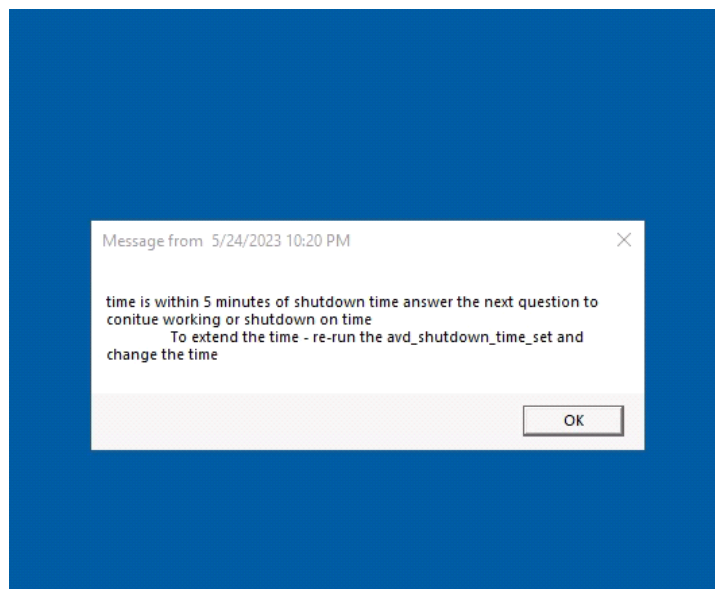 Message from 5/24/2023 10:20 PM
time is within 5 minutes of shutdown time answer the next question to
conitue working or shutdown on time
To extend the time - re-run the avd_shutdown_time_set and
change the time
OK